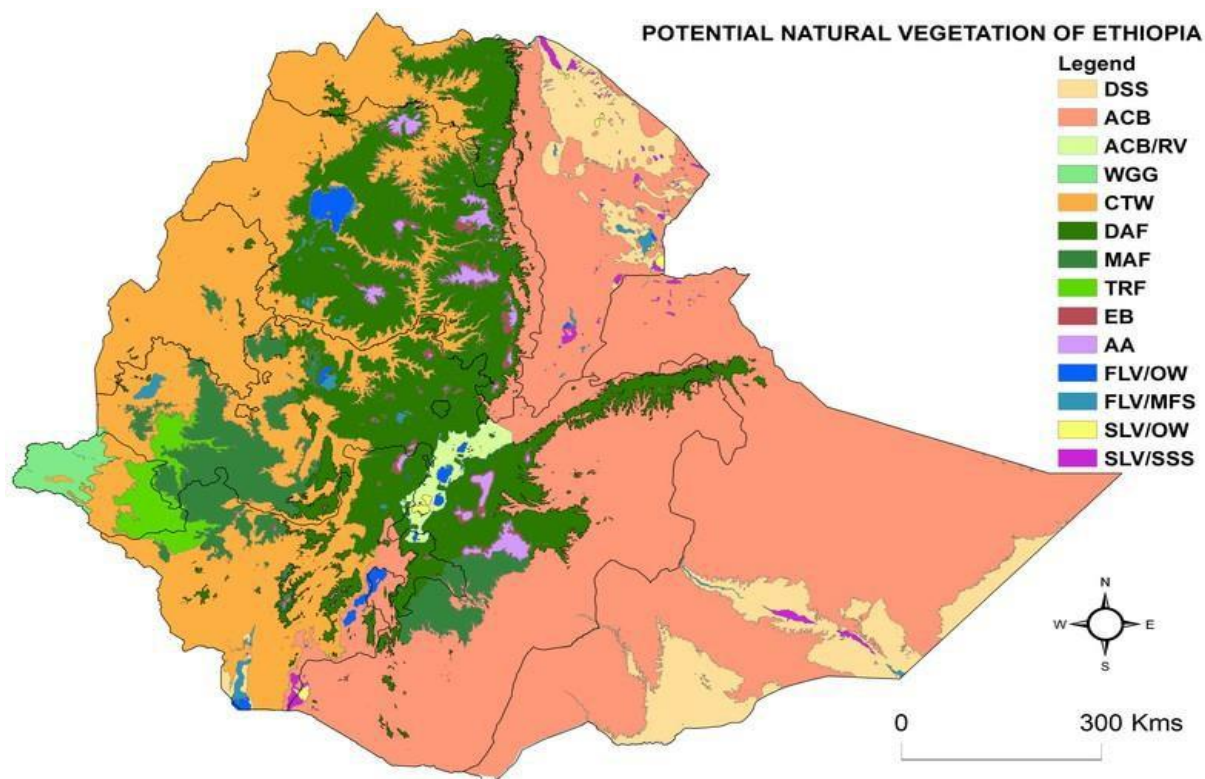 POTENTIAL NATURAL VEGETATION OF ETHIOPIA
Legend
DSS
ACB
ACB/RV
WGG
CTW
DAF
MAF
TRF
EB
AA
FLV/OW
FLV/MFS
SLV/OW
SLV/SSS
N
W E
S
0 300 Kms